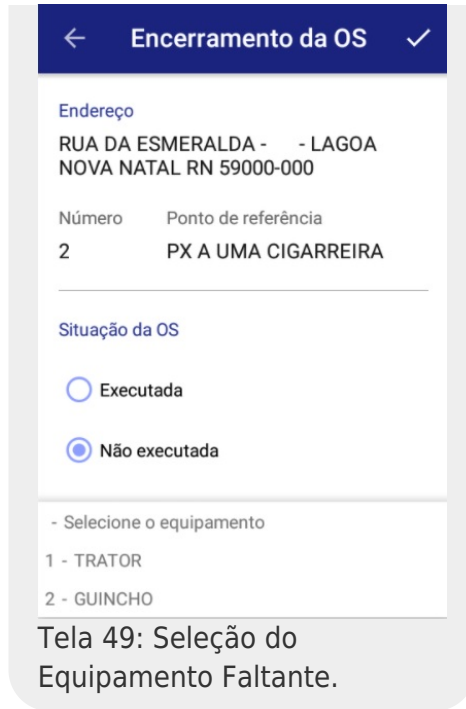 Encerramento da OS
Endereço
RUA DA ESMERALDA - - LAGOA
NOVA NATAL RN 59000-000
Número Ponto de referência
2 PX A UMA CIGARREIRA
Situação da OS
Executada
Não executada
- Selecione o equipamento
1 - TRATOR
2 - GUINCHO
Tela 49: Seleção do
Equipamento Faltante.